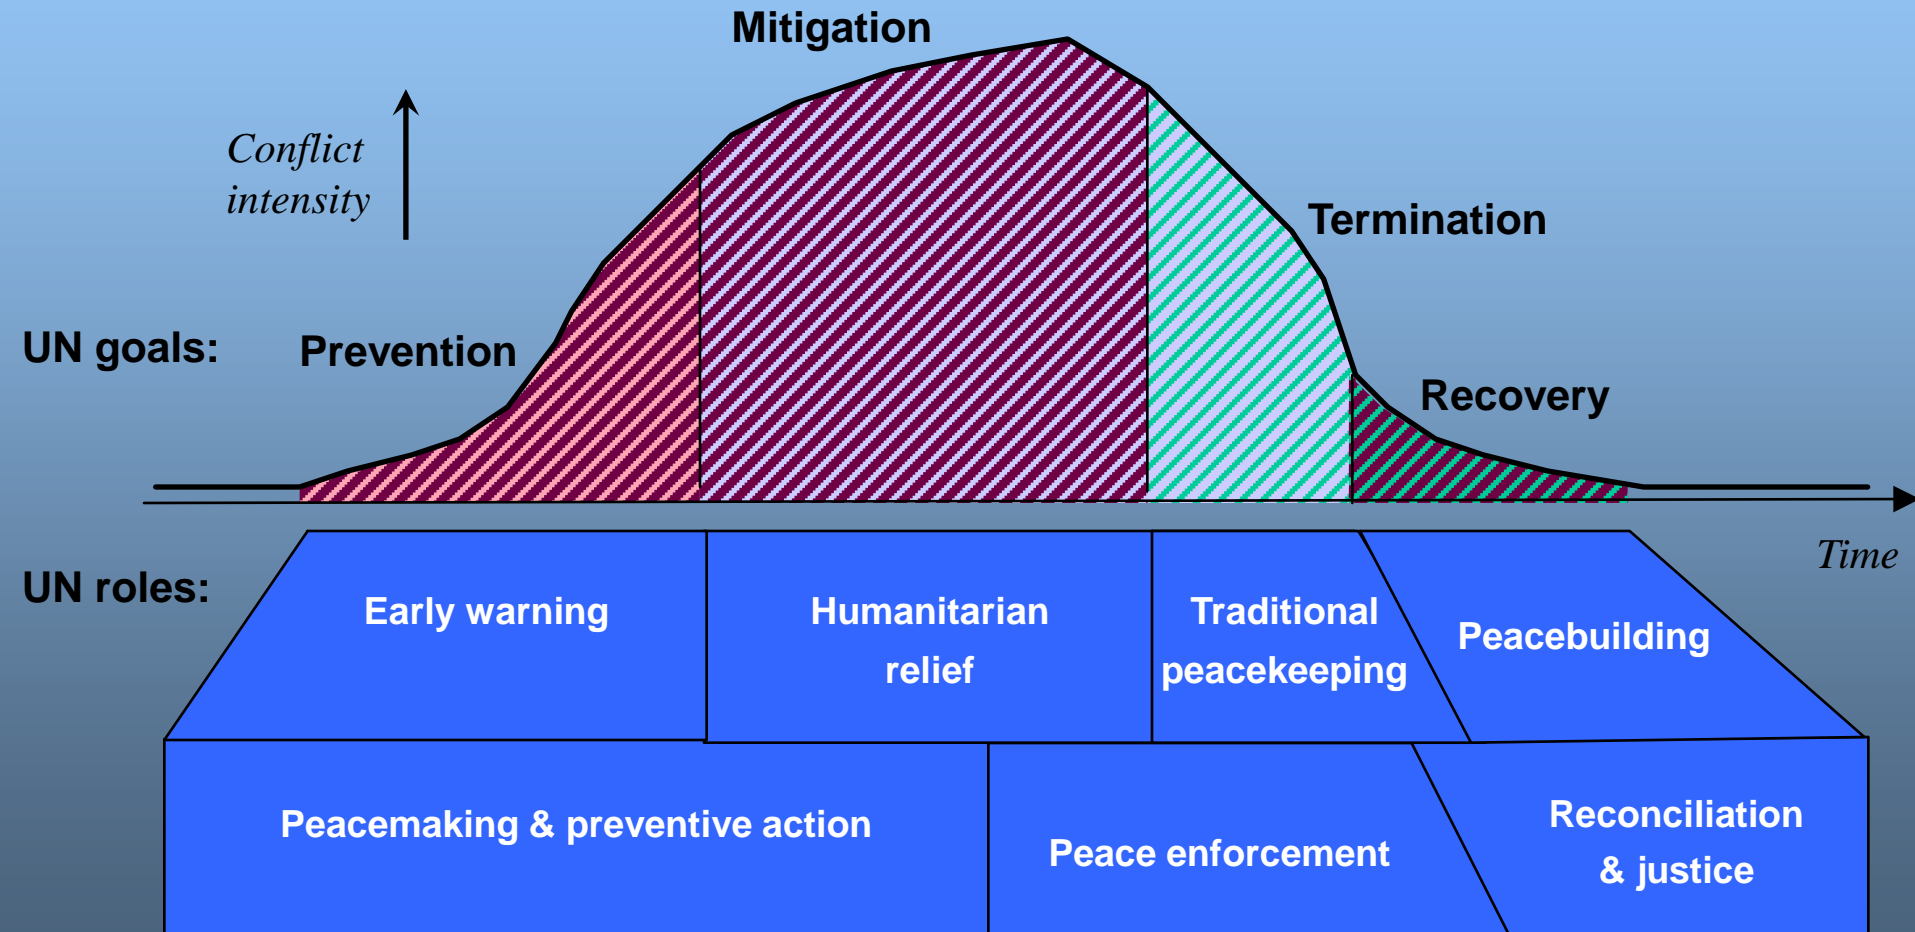 Mitigation
Conflict
intensity
Termination
UN goals:
Prevention
Recovery
Time
UN roles:
Early warning
Humanitarian
relief
Traditional
peacekeeping
Peacebuilding
Peacemaking & preventive action
Peace enforcement
Reconciliation
& justice